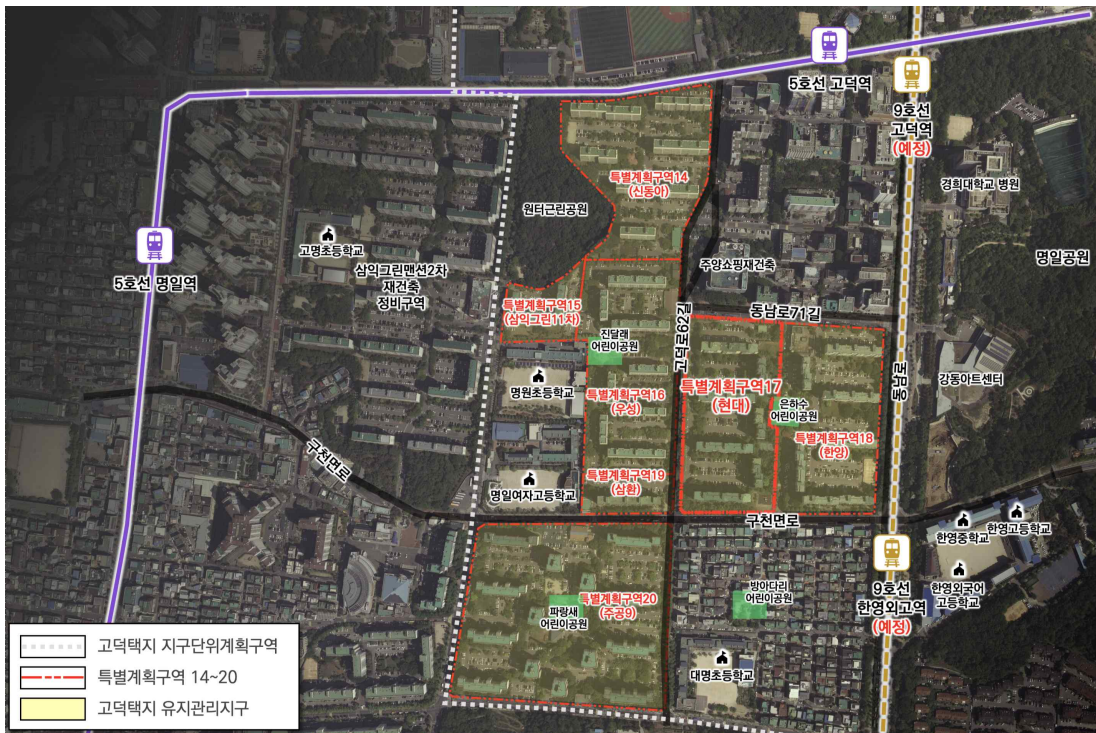 5호선 고덕역
9호선
고덕역
(예정)
경희대학교 병원
특별계획구역14
(신동아)
원터근린공원
고명초등학교
5호선 명일역
삼익그린맨션2차
재건축
정비구역
주양쇼핑재건축
명일공원
특별계획구역15
(삼익그린11차)
고덕로62길
동남로71길
진달래
어린이공원
동남로
강동아트센터
명원초등학교
특별계획구역16
(우성)
특별계획구역17
(현대)
은하수
어린이공원
특별계획구역18
(한양)
구천면로
명일여자고등학교
특별계획구역19
(삼환)
구천면로
한영중학교
한영고등학교
한영외국어
고등학교
9호선
한영외고역
(예정)
특별계획구역20
(주공9)
파랑새
어린이공원
방아다리
어린이공원
대명초등학교
고덕택지 지구단위계획구역
특별계획구역 14~20
고덕택지 유지관리지구